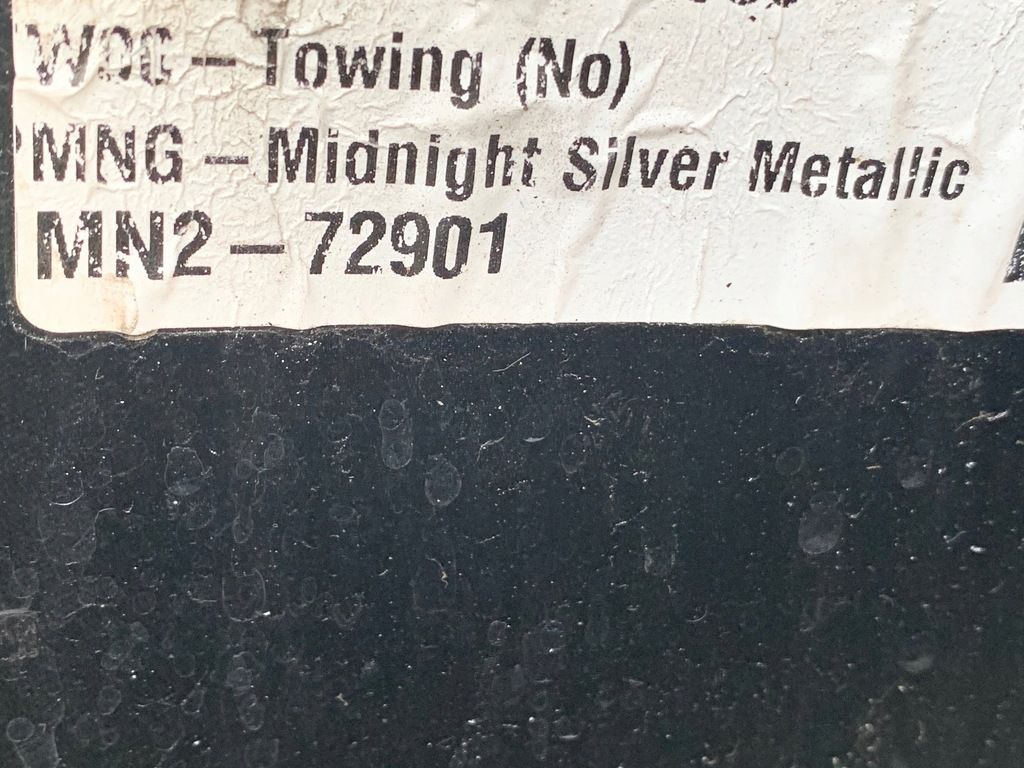 – Towing (No)
MNG – Midnight Silver Metallic
MN2 – 72901